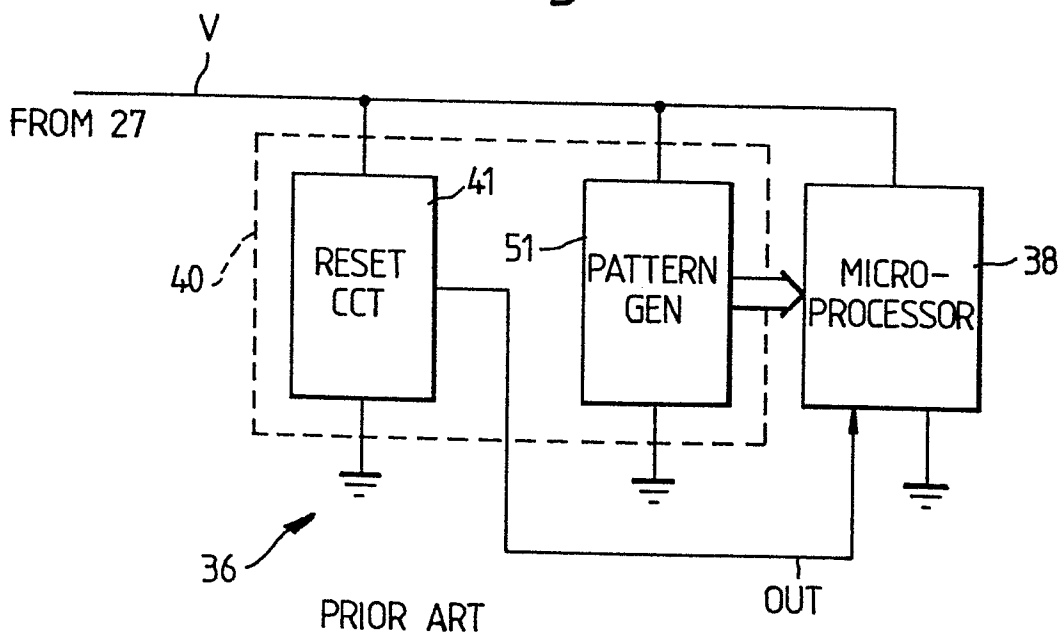 V
FROM 27
41
40
RESET
CCT
51
PATTERN
GEN
MICRO-
PROCESSOR
38
36
OUT
PRIOR ART